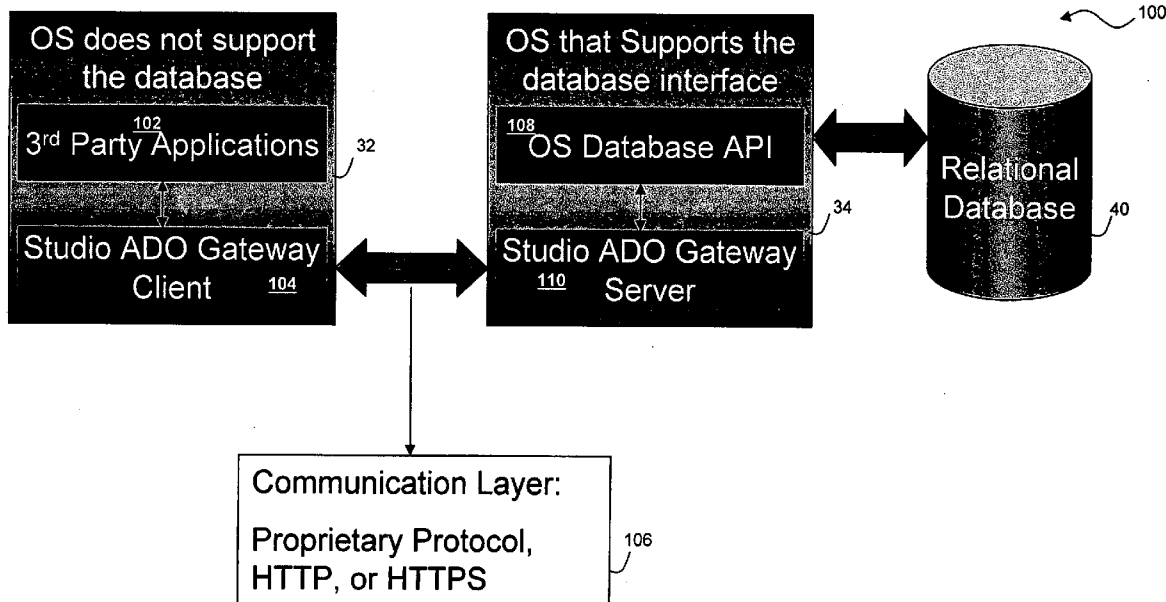 100
OS does not support
the database
102
3rd Party Applications
32
Studio ADO Gateway
Client 104
OS that Supports the
database interface
108
OS Database API
34
Studio ADO Gateway
110 Server
Relational
Database
40
Communication Layer:
Proprietary Protocol,
HTTP, or HTTPS
106